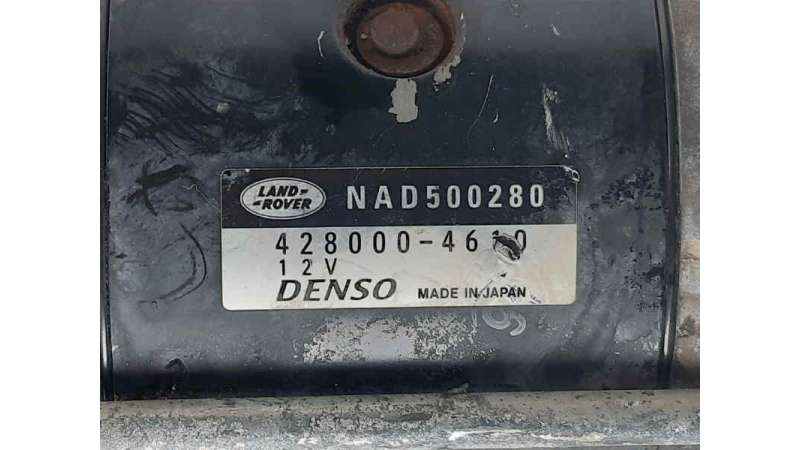 LAND-
-ROVER
NAD500280
428000-4610
12V
DENSO MADE IN JAPAN